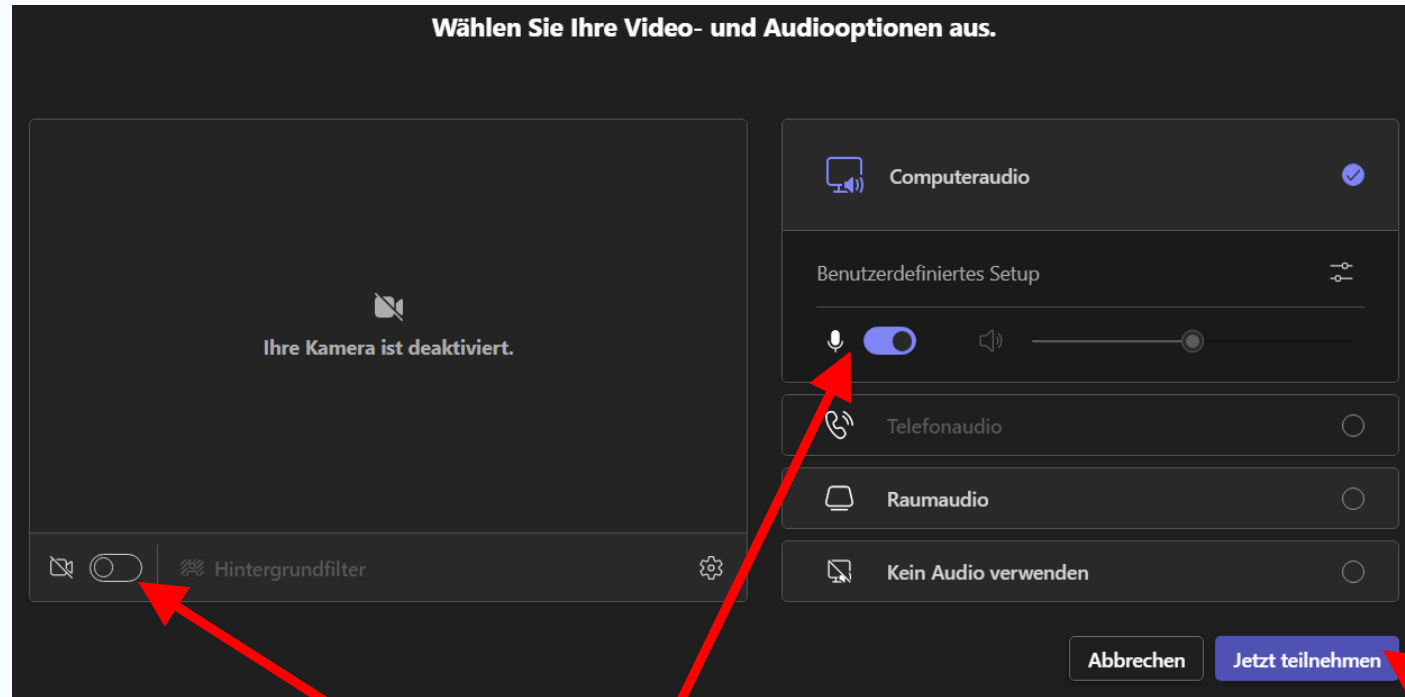 Wählen Sie Ihre Video- und Audiooptionen aus.
Ihre Kamera ist deaktiviert.
Hintergrundfilter
Computeraudio
Benutzerdefiniertes Setup
Telefonaudio
Raumaudio
Kein Audio verwenden
Abbrechen
Jetzt teilnehmen